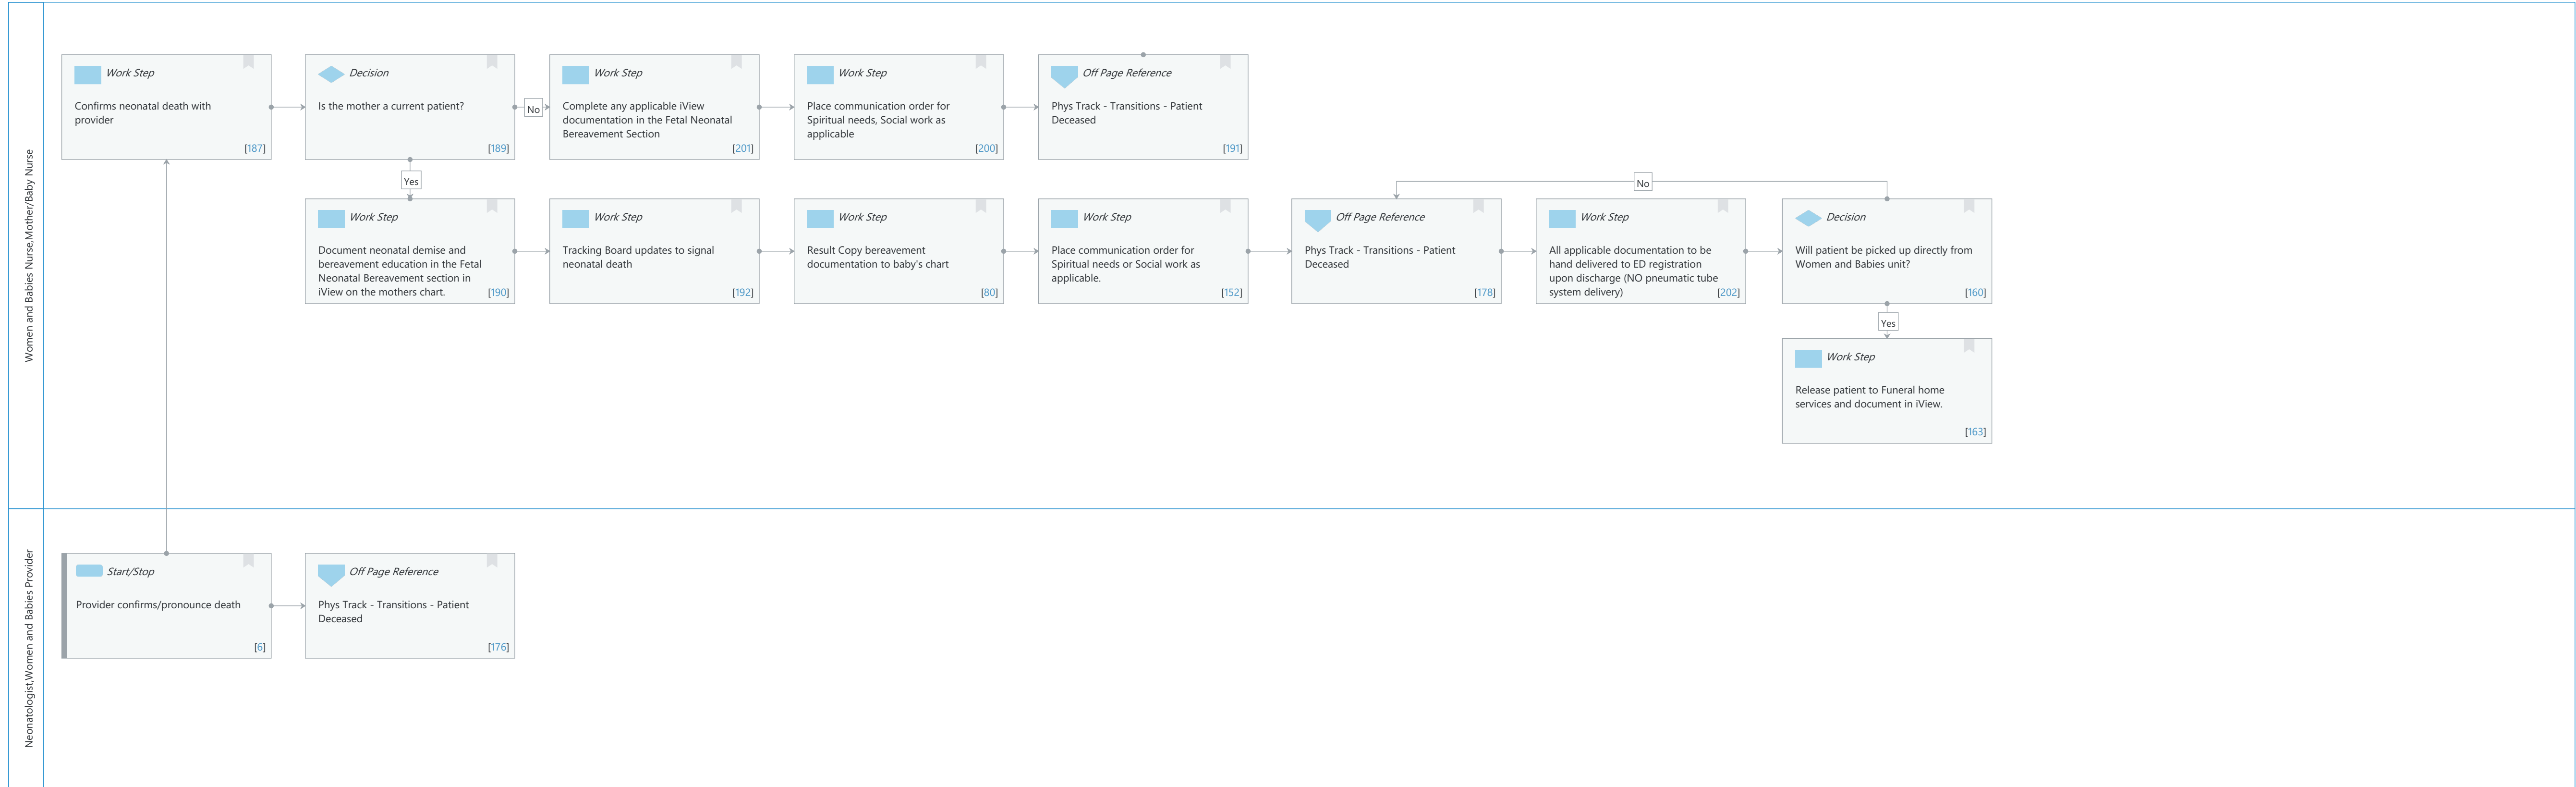 Women and Babies Nurse,Mother/Baby Nurse
Work Step
Confirms neonatal death with
provider
[187]
Decision
Is the mother a current patient?
[189]
No
Work Step
Complete any applicable iView
documentation in the Fetal Neonatal
Bereavement Section
[201]
Work Step
Place communication order for
Spiritual needs, Social work as
applicable
[200]
Off Page Reference
Phys Track - Transitions - Patient
Deceased
[191]
Yes
Work Step
Document neonatal demise and
bereavement education in the Fetal
Neonatal Bereavement section in
iView on the mothers chart.
[190]
Work Step
Tracking Board updates to signal
neonatal death
[192]
Work Step
Result Copy bereavement
documentation to baby's chart
[80]
Work Step
Place communication order for
Spiritual needs or Social work as
applicable.
[152]
Off Page Reference
Phys Track - Transitions - Patient
Deceased
[178]
Work Step
All applicable documentation to be
hand delivered to ED registration
upon discharge (NO pneumatic tube
system delivery)
[202]
No
Decision
Will patient be picked up directly from
Women and Babies unit?
[160]
Yes
Work Step
Release patient to Funeral home
services and document in iView.
[163]
Neonatologist,Women and Babies Provider
Start/Stop
Provider confirms/pronounce death
[6]
Off Page Reference
Phys Track - Transitions - Patient
Deceased
[176]